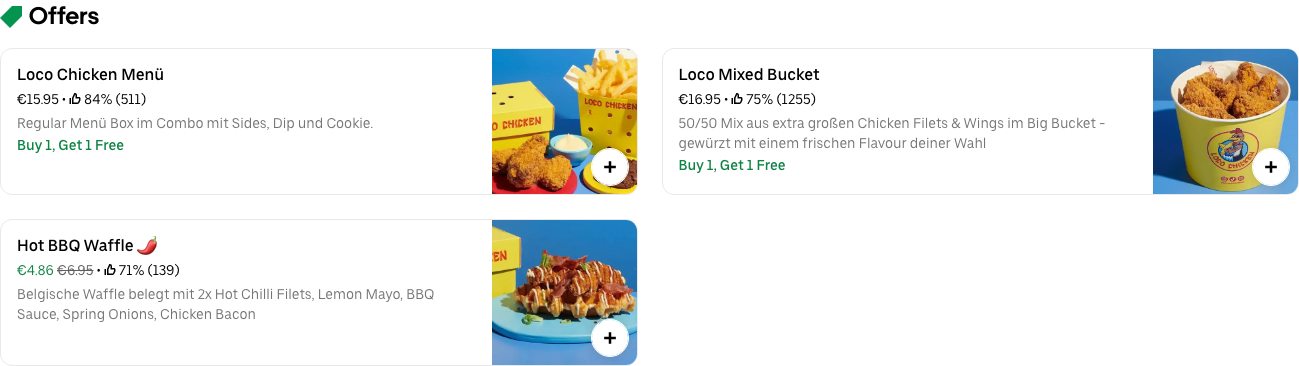 Offers
Loco Chicken Menü
€15.95 • 84% (511)
Regular Menü Box im Combo mit Sides, Dip und Cookie.
Buy 1, Get 1 Free
LOCO CHICKEN
CHICKEN
Loco Mixed Bucket
€16.95 • 75% (1255)
50/50 Mix aus extra großen Chicken Filets & Wings im Big Bucket -
gewürzt mit einem frischen Flavour deiner Wahl
Buy 1, Get 1 Free
LOCO CHICKEN
Hot BBQ Waffle
€4.86 €6.95 • 71% (139)
Belgische Waffle belegt mit 2x Hot Chilli Filets, Lemon Mayo, BBQ
Sauce, Spring Onions, Chicken Bacon